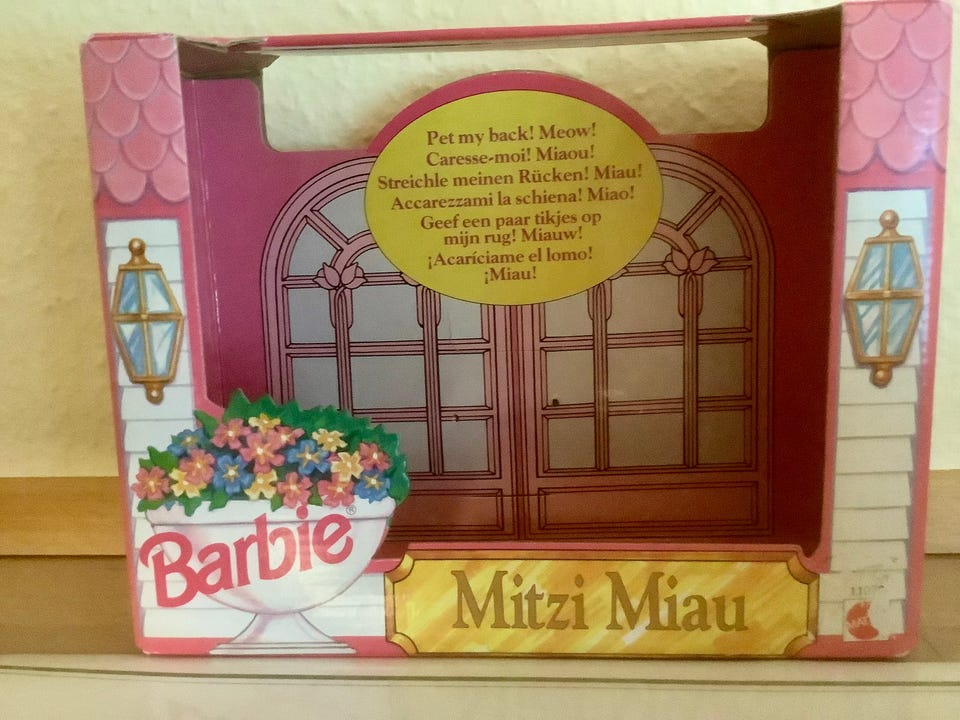 Pet my back! Meow!
Caresse-moi! Miaou!
Streichle meinen Rücken! Miau!
Accarezzami la schiena! Miao!
Geef een paar tikjes op
mijn rug! Miauw!
¡Acaríciame el lomo!
¡Miau!
Barbie®
Mitzi Miau